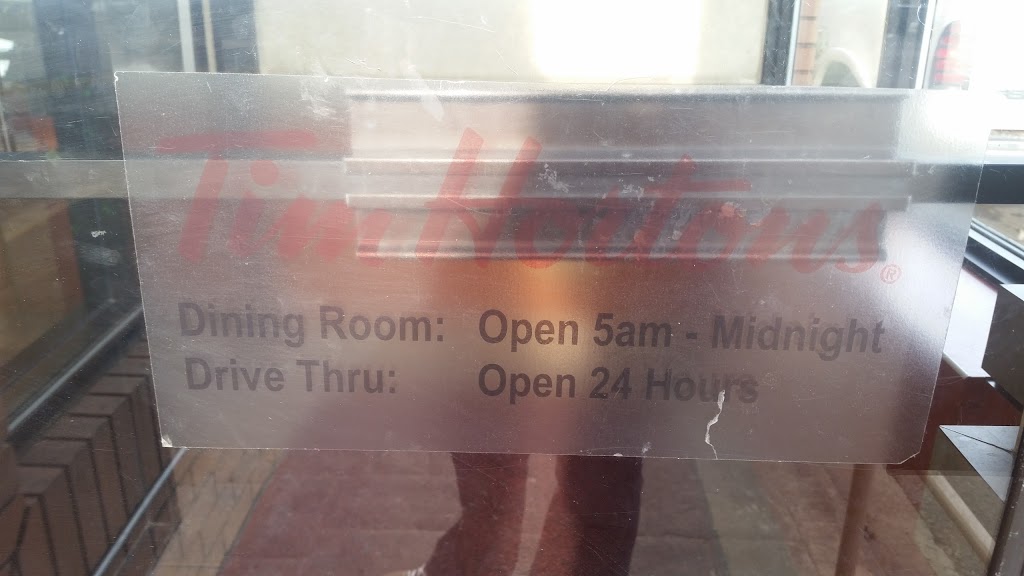 Tim Hortons®
Dining Room: Open 5am - Midnight
Drive Thru: Open 24 Hours